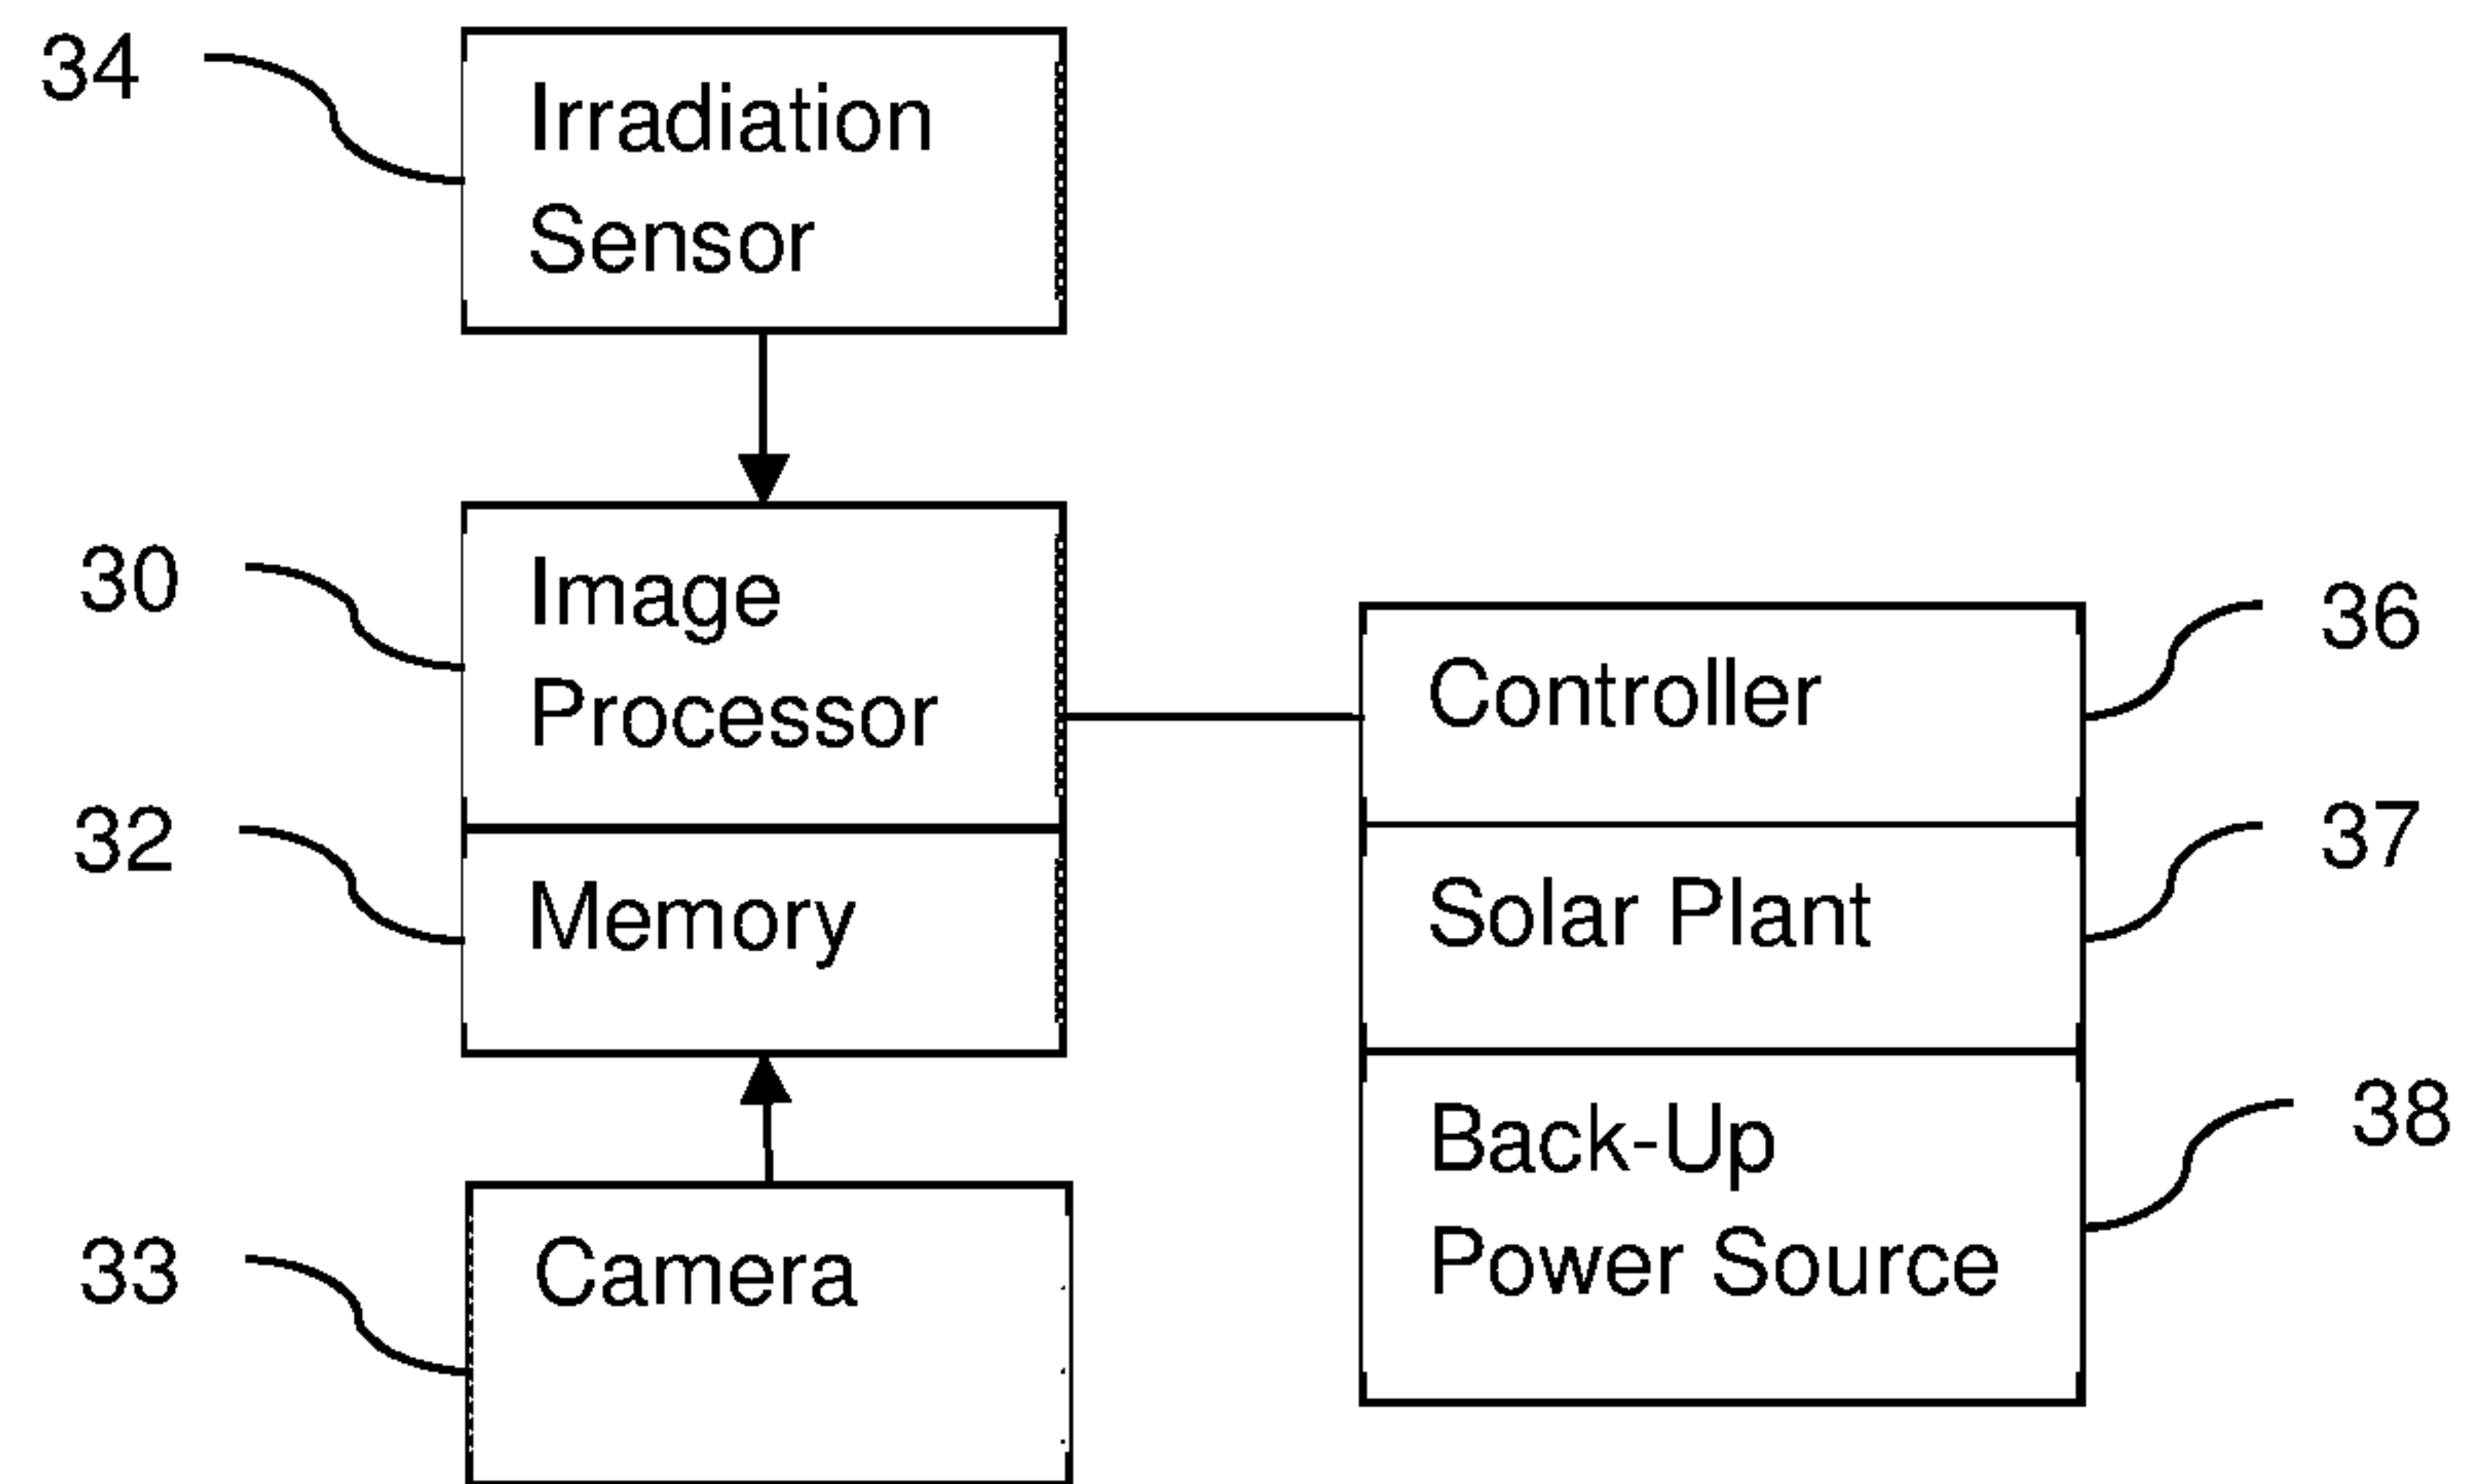 34
Irradiation
Sensor
30
Image
Processor
32
Memory
33
Camera
Controller
36
Solar Plant
37
Back-Up
Power Source
38